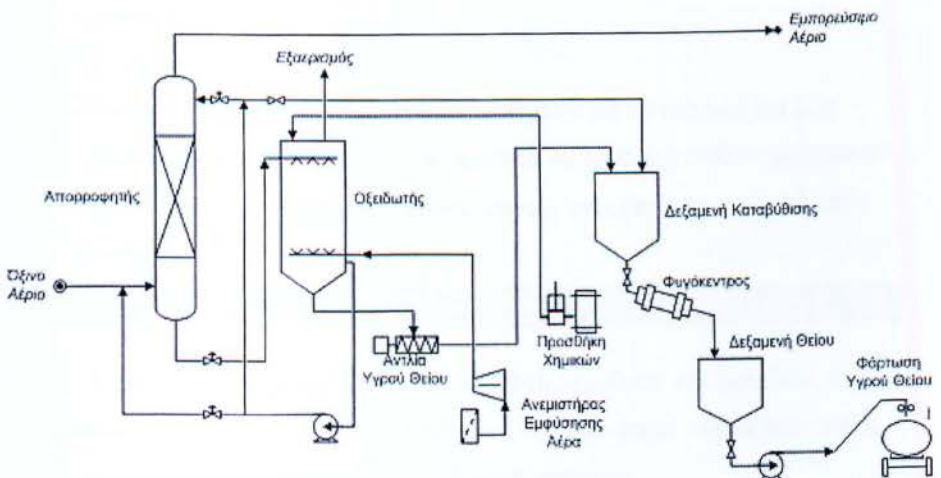 Εμπορεύσιμο
Αέριο
Εξαερισμός
Απορροφητής
Οξειδωτής
Δεξαμενή Καταβύθισης
Όξινο
Αέριο
Φυγόκεντρος
Προσθήκη
Χημικών
Δεξαμενή Θείου
Αντλία
Υγρού Θείου
Φόρτωση
Υγρού Θείου
Ανεμιστήρας
Εμφύσησης
Αέρα